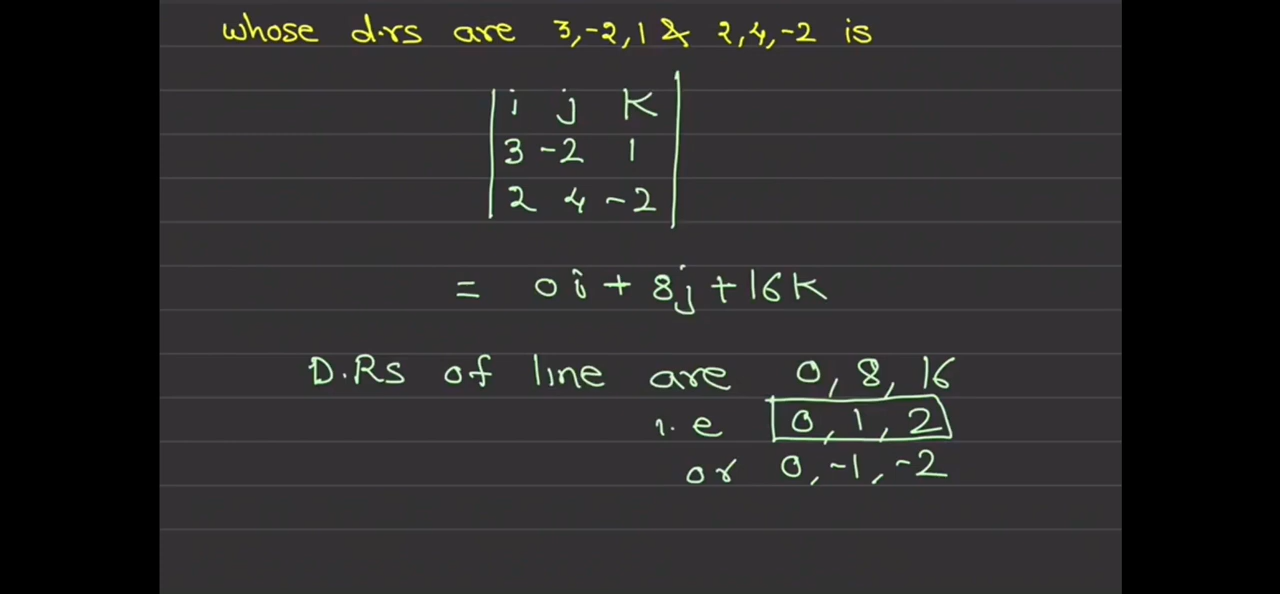 whose d.rs are 3,-2,1 & 2,4,-2 is
i j K
3 -2 1
2 4 -2
= 0i + 8j + 16K
D.RS of line are 0, 8, 16
i.e 0, 1, 2
or 0, -1, -2